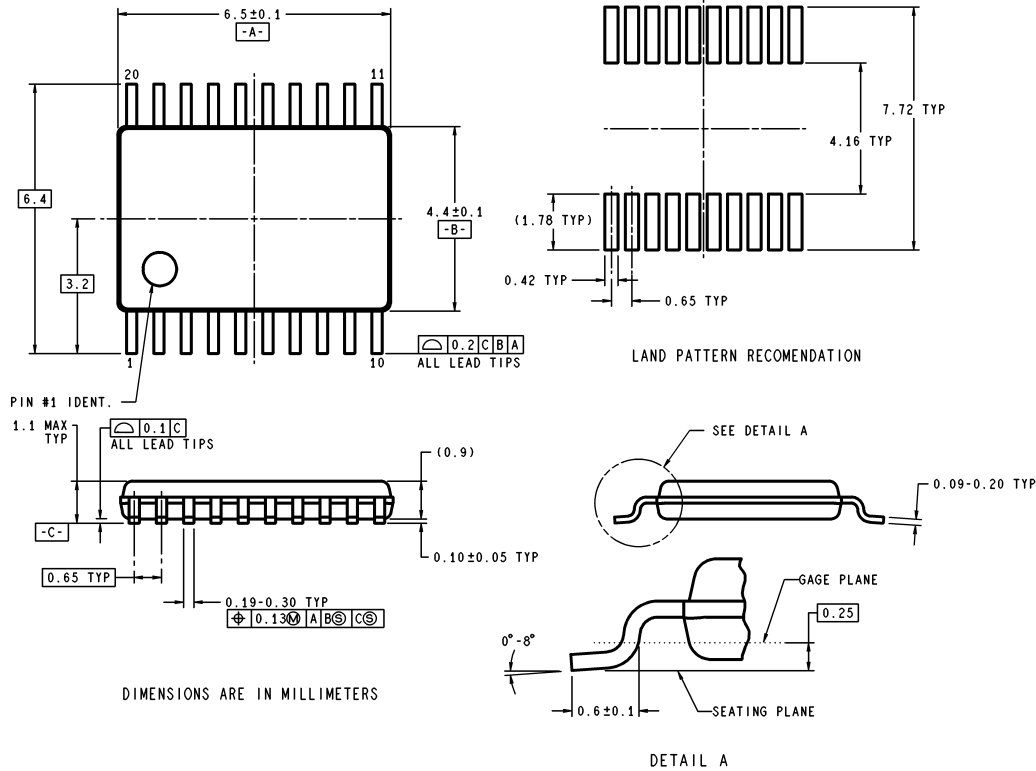 6.5±0.1
-A-
20
11
6.4
3.2
4.4±0.1
-B-
1
10
0.2 C B A
ALL LEAD TIPS
PIN #1 IDENT.
7.72 TYP
4.16 TYP
(1.78 TYP)
0.42 TYP
0.65 TYP
LAND PATTERN RECOMENDATION
1.1 MAX
TYP
0.1 C
ALL LEAD TIPS
(0.9)
-C-
0.10±0.05 TYP
0.65 TYP
0.19-0.30 TYP
⌖ 0.13Ⓜ A BⓈ CⓈ
DIMENSIONS ARE IN MILLIMETERS
SEE DETAIL A
0.09-0.20 TYP
GAGE PLANE
0.25
0°-8°
0.6±0.1
SEATING PLANE
DETAIL A